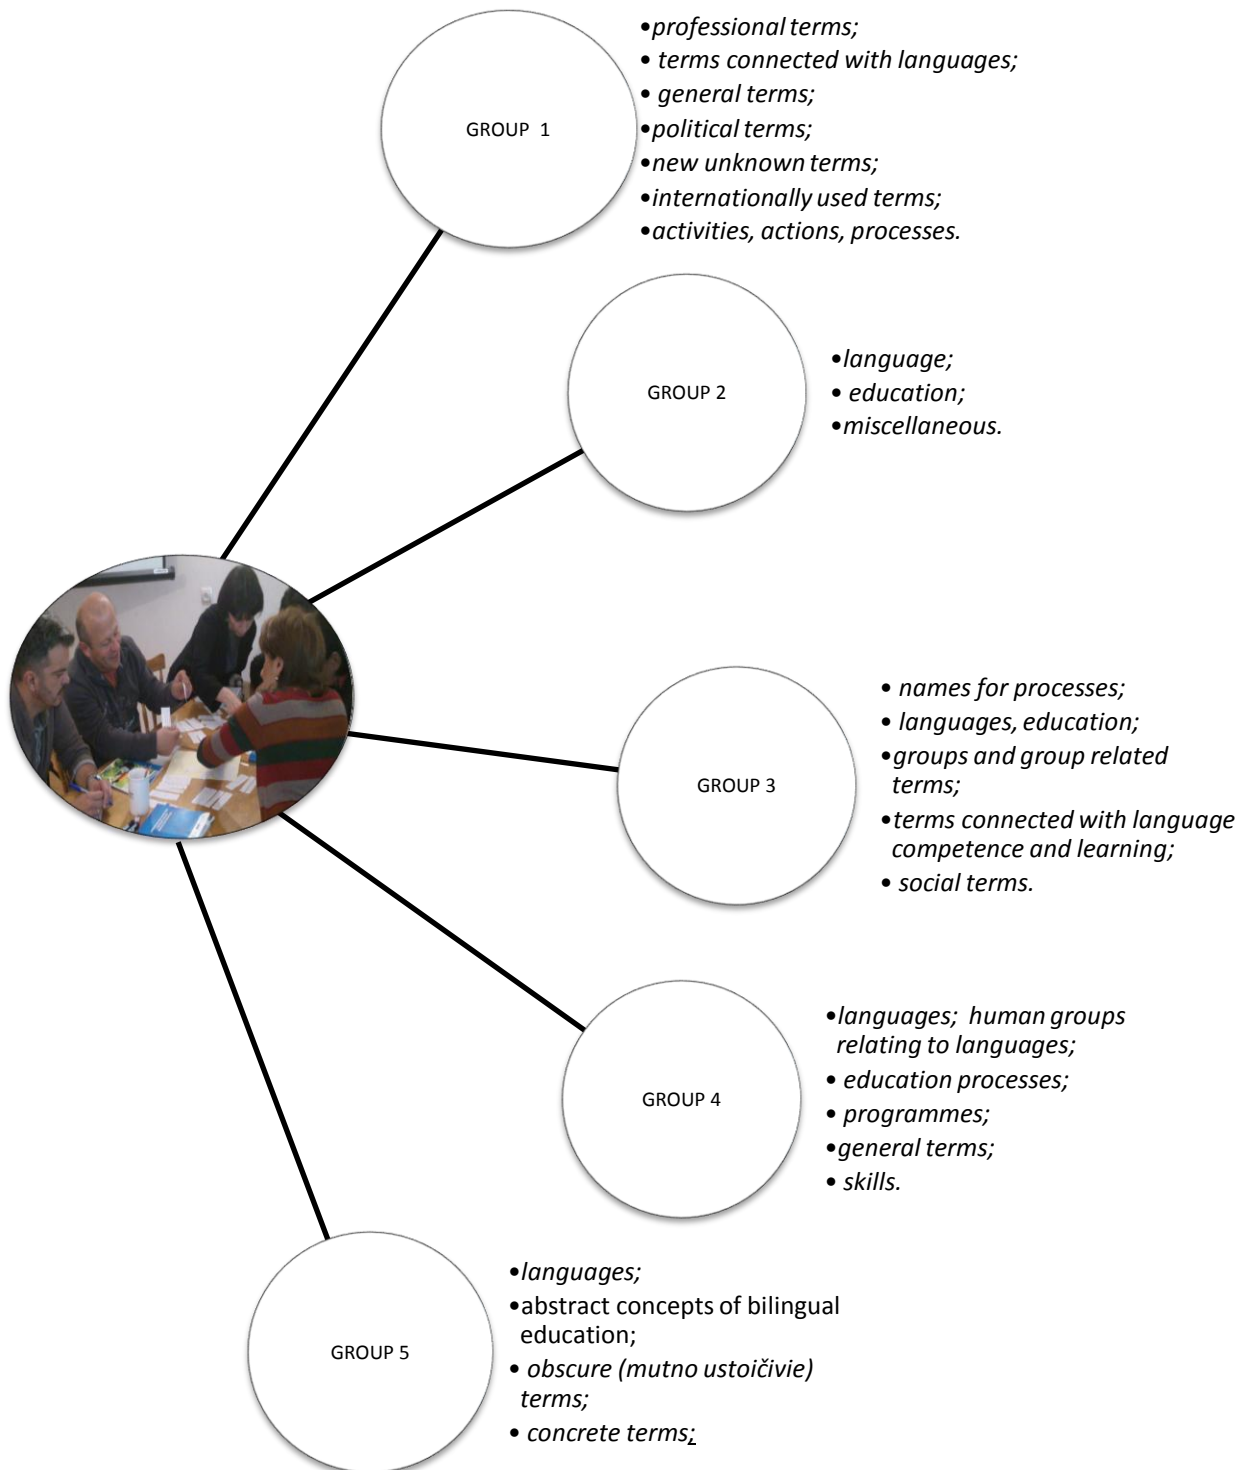 •professional terms;
• terms connected with languages;
• general terms;
•political terms;
•new unknown terms;
•internationally used terms;
•activities, actions, processes.
GROUP 1
•language;
• education;
•miscellaneous.
GROUP 2
• names for processes;
• languages, education;
•groups and group related
terms;
•terms connected with language
competence and learning;
• social terms.
GROUP 3
•languages; human groups
relating to languages;
• education processes;
• programmes;
•general terms;
• skills.
GROUP 4
•languages;
•abstract concepts of bilingual
education;
• obscure (mutno ustoičivie)
terms;
• concrete terms;
GROUP 5